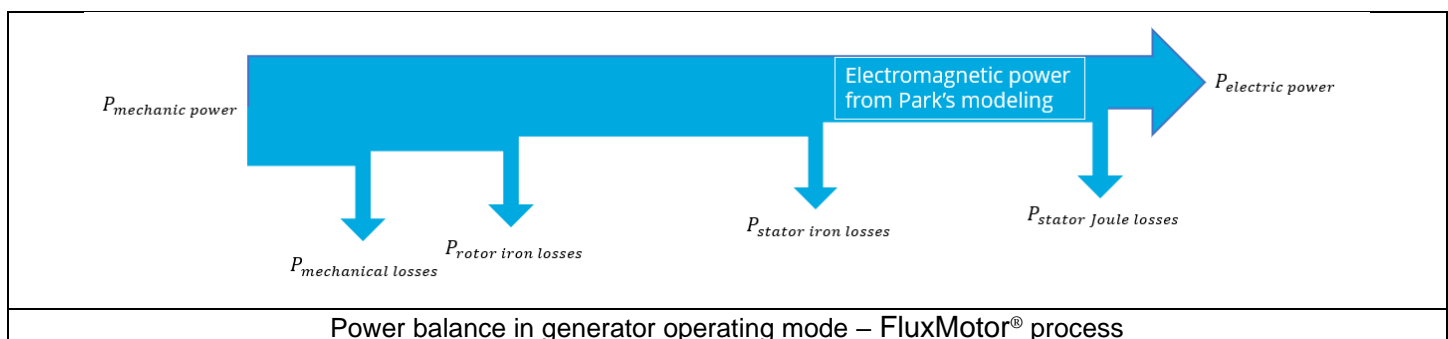 Electromagnetic power
from Park's modeling
P_mechanic power
P_electric power
P_mechanical losses
P_rotor iron losses
P_stator iron losses
P_stator Joule losses
Power balance in generator operating mode – FluxMotor® process